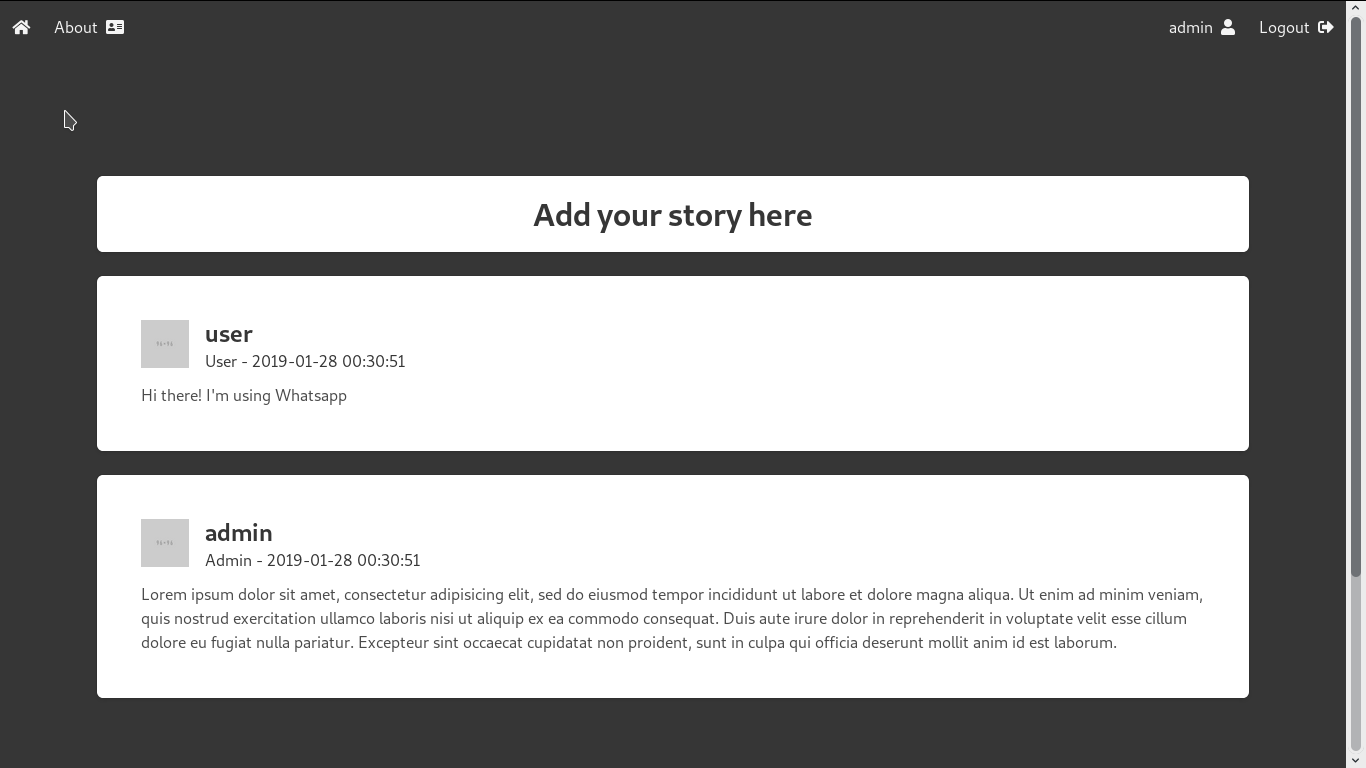 About
admin
Logout
Add your story here
user
User - 2019-01-28 00:30:51
Hi there! I'm using Whatsapp
admin
Admin - 2019-01-28 00:30:51
Lorem ipsum dolor sit amet, consectetur adipisicing elit, sed do eiusmod tempor incididunt ut labore et dolore magna aliqua. Ut enim ad minim veniam,
quis nostrud exercitation ullamco laboris nisi ut aliquip ex ea commodo consequat. Duis aute irure dolor in reprehenderit in voluptate velit esse cillum
dolore eu fugiat nulla pariatur. Excepteur sint occaecat cupidatat non proident, sunt in culpa qui officia deserunt mollit anim id est laborum.